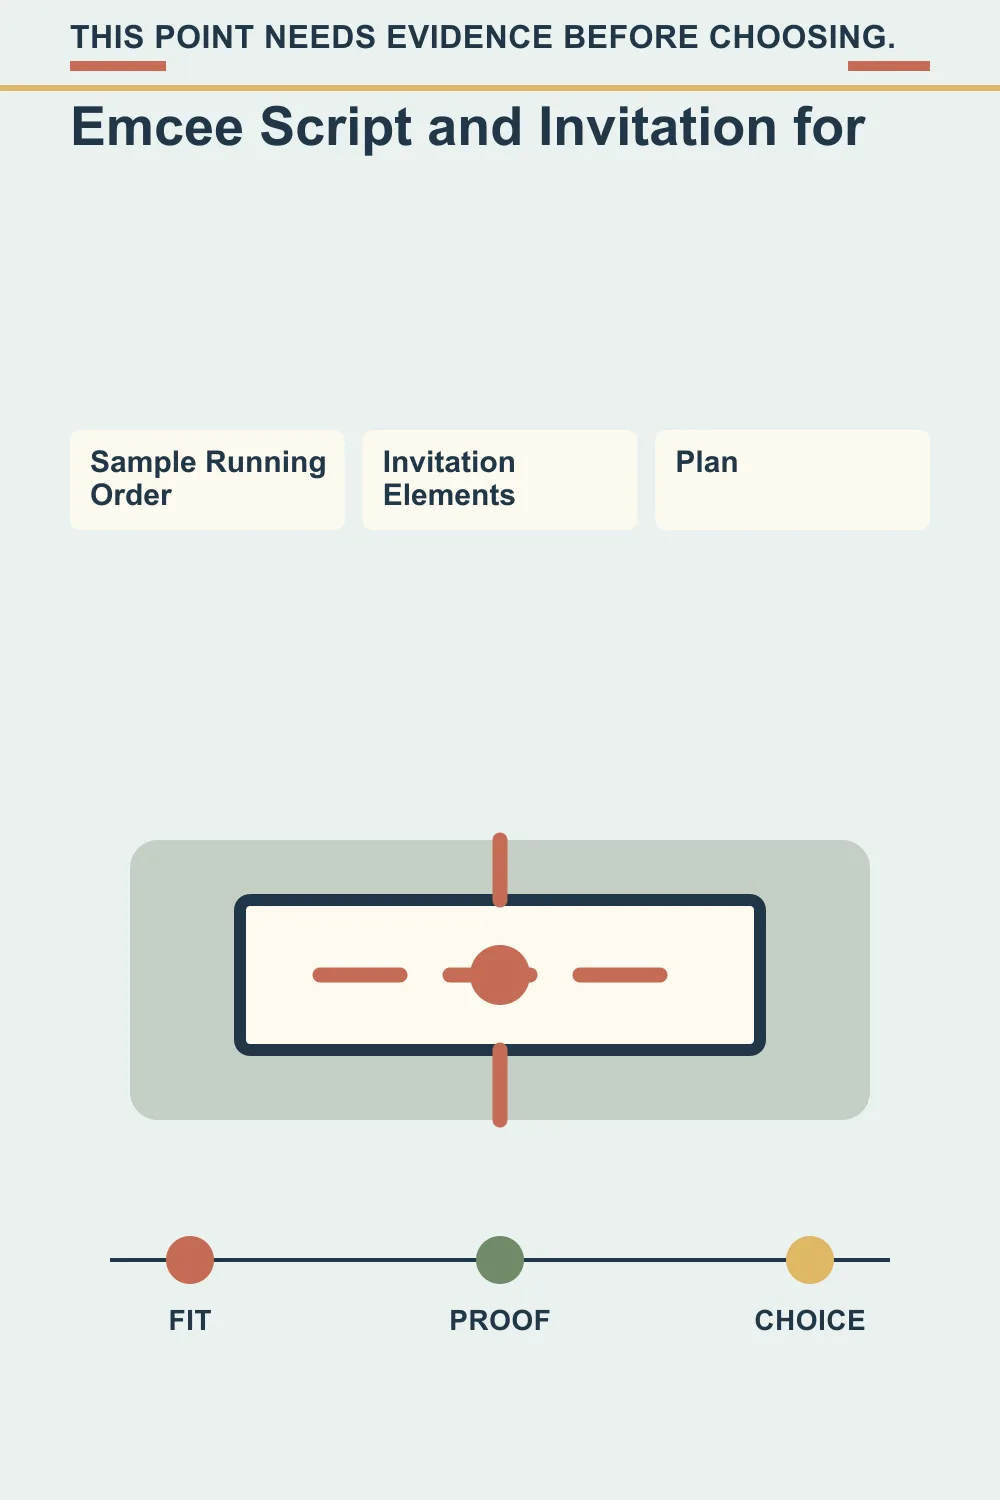 THIS POINT NEEDS EVIDENCE BEFORE CHOOSING.
Emcee Script and Invitation for
Sample Running
Order
Invitation
Elements
Plan
FIT
PROOF
CHOICE